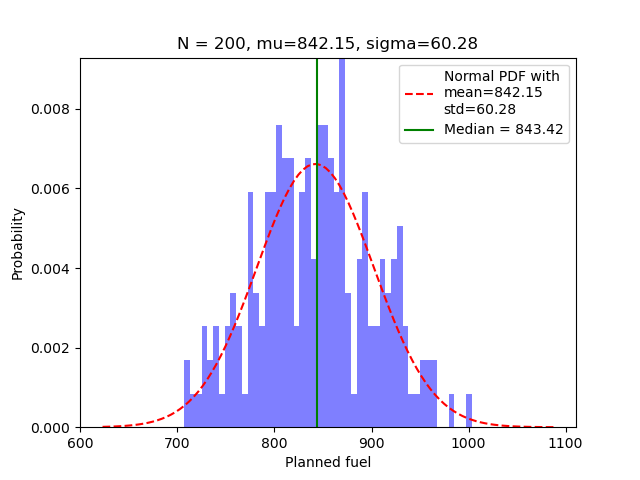 N = 200, mu=842.15, sigma=60.28
Normal PDF with
mean=842.15
std=60.28
Median = 843.42
Probability
0.008
0.006
0.004
0.002
0.000
600 700 800 900 1000 1100
Planned fuel